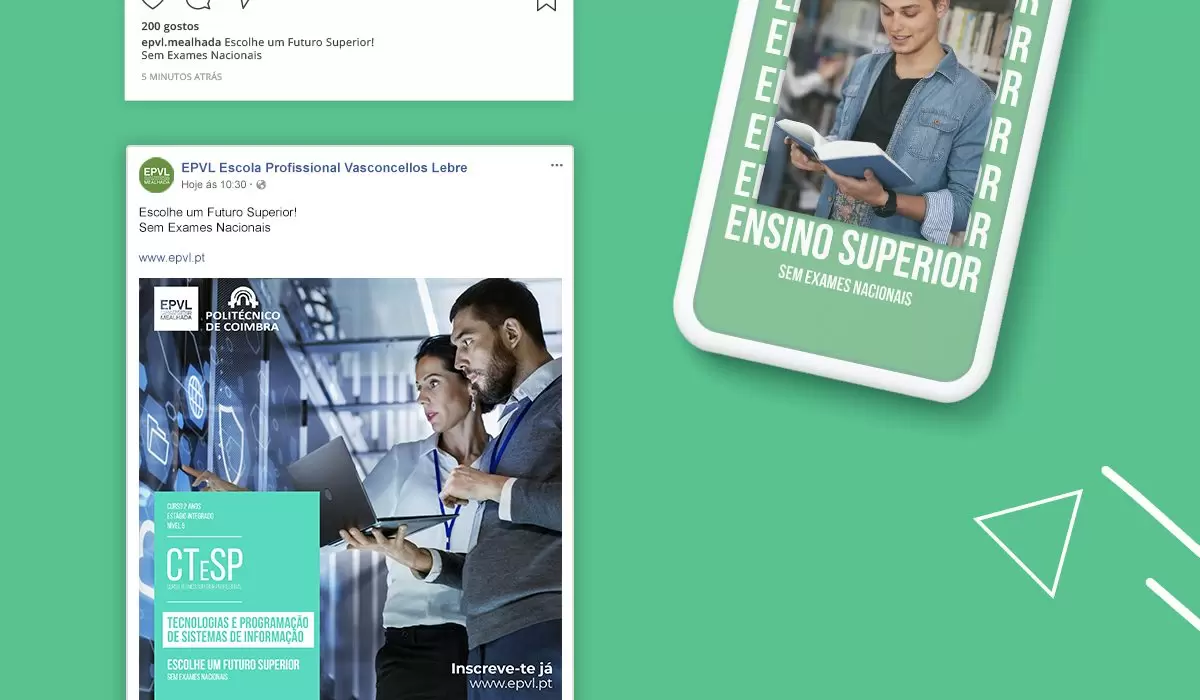 200 gostos
epvl.mealhada Escolhe um Futuro Superior!
Sem Exames Nacionais
5 MINUTOS ATRÁS
EPVL Escola Profissional Vasconcellos Lebre
Hoje ás 10:30
Escolhe um Futuro Superior!
Sem Exames Nacionais
www.epvl.pt
EPVL
MEALHADA
EPVL
MEALHADA
POLITÉCNICO
DE COIMBRA
CURSO 2 ANOS
ESTÁGIO INTEGRADO
NÍVEL 5
CTeSP
TECNOLOGIAS E PROGRAMAÇÃO
DE SISTEMAS DE INFORMAÇÃO
ESCOLHE UM FUTURO SUPERIOR
SEM EXAMES NACIONAIS
Inscreve-te já
www.epvl.pt
ENSINO SUPERIOR
SEM EXAMES NACIONAIS